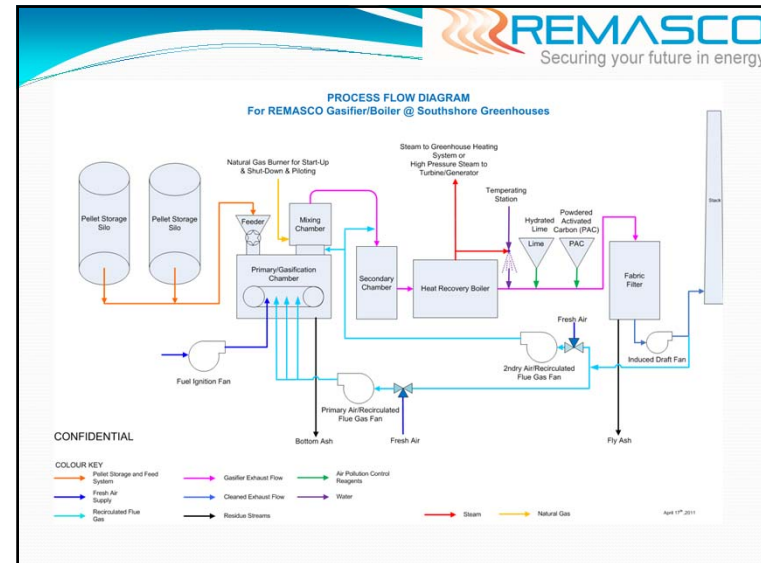 REMASCO
Securing your future in energy
PROCESS FLOW DIAGRAM
For REMASCO Gasifier/Boiler @ Southshore Greenhouses
Steam to Greenhouse Heating
System or
High Pressure Steam to
Turbine/Generator
Natural Gas Burner for Start-Up
& Shut-Down & Piloting
Temperating
Station
Hydrated
Lime
Powdered
Activated
Carbon (PAC)
Stack
Pellet Storage
Silo
Pellet Storage
Silo
Feeder
Mixing
Chamber
Lime
PAC
Primary/Gasification
Chamber
Secondary
Chamber
Heat Recovery Boiler
Fabric
Filter
Fresh Air
Fuel Ignition Fan
2ndry Air/Recirculated
Flue Gas Fan
Induced Draft Fan
Primary Air/Recirculated
Flue Gas Fan
CONFIDENTIAL
Bottom Ash
Fresh Air
Fly Ash
COLOUR KEY
Pellet Storage and Feed
System
Gasifier Exhaust Flow
Air Pollution Control
Reagents
Fresh Air
Supply
Cleaned Exhaust Flow
Water
Recirculated Flue
Gas
Residue Streams
Steam
Natural Gas
April 17th,2011